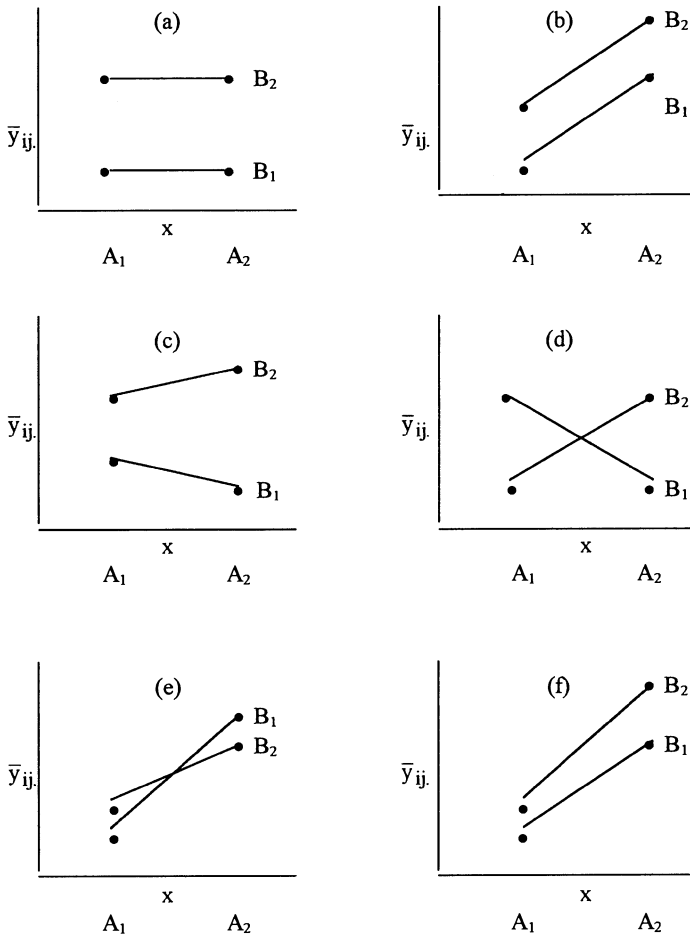 (a)
B₂
ȳij.
B₁
x
A₁ A₂
(b)
B₂
B₁
ȳij.
x
A₁ A₂
(c)
B₂
ȳij.
B₁
x
A₁ A₂
(d)
B₂
ȳij.
B₁
x
A₁ A₂
(e)
B₁
B₂
ȳij.
x
A₁ A₂
(f)
B₂
B₁
ȳij.
x
A₁ A₂